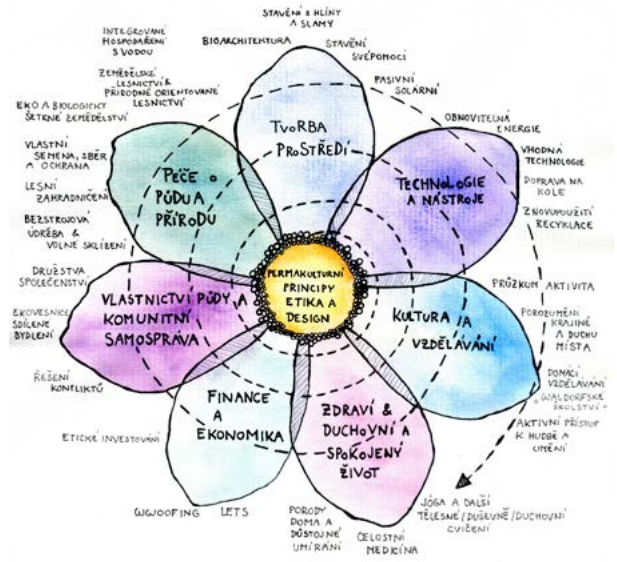 STAVĚNÍ Z HLÍNY
A SLAMY
BIOARCHITEKTURA
STAVĚNÍ
SVÉPOMOCÍ
PASIVNÍ
SOLÁRNÍ
OBNOVITELNÁ
ENERGIE
VHODNÁ
TECHNOLOGIE
DOPRAVA NA
KOLE
ZNOVUPOUŽITÍ
RECYKLACE
PRŮZKUM AKTIVITA
POROZUMĚNÍ
KRAJINĚ
A DUCHU
MÍSTA
DOMÁCÍ
VZDĚLÁVÁNÍ
"WALDORFSKÉ
ŠKOLSTVÍ"
AKTIVNÍ PŘÍSTUP
K HUDBĚ A
UMĚNÍ
JÓGA A DALŠÍ
TĚLESNÉ/DUŠEVNĚ/DUCHOVNÍ
CVIČENÍ
CELOSTNÍ
MEDICÍNA
PORODY
DOMA A
DŮSTOJNÉ
UMÍRÁNÍ
LETS
WWOOFING
ETICKÉ INVESTOVÁNÍ
ŘEŠENÍ
KONFLIKTŮ
EKOVESNICE
SDÍLENÉ
BYDLENÍ
DRUŽSTVA
SPOLEČENSTVÍ
BEZSTROJOVÁ
ÚDRŽBA &
VOLNÉ SKLÍZENÍ
LESNÍ
ZAHRADNIČENÍ
VLASTNÍ
SEMENA, SBĚR
A OCHRANA
EKO A BIOLOGICKY
ŠETRNÉ ZEMĚDĚLSTVÍ
ZEMĚDĚLSKÉ
LESNICTVÍ &
PŘÍRODNĚ ORIENTOVANÉ
LESNICTVÍ
INTEGROVANÉ
HOSPODAŘENÍ
S VODOU
TVORBA
PROSTŘEDÍ
TECHNOLOGIE
A NÁSTROJE
KULTURA A
VZDĚLÁVÁNÍ
ZDRAVÍ &
DUCHOVNÍ A
SPOKOJENÝ
ŽIVOT
FINANCE
A
EKONOMIKA
VLASTNICTVÍ PŮDY A
KOMUNITNÍ
SAMOSPRÁVA
PÉČE O
PŮDU A
PŘÍRODU
PERMAKULTURNÍ
PRINCIPY
ETIKA A
DESIGN